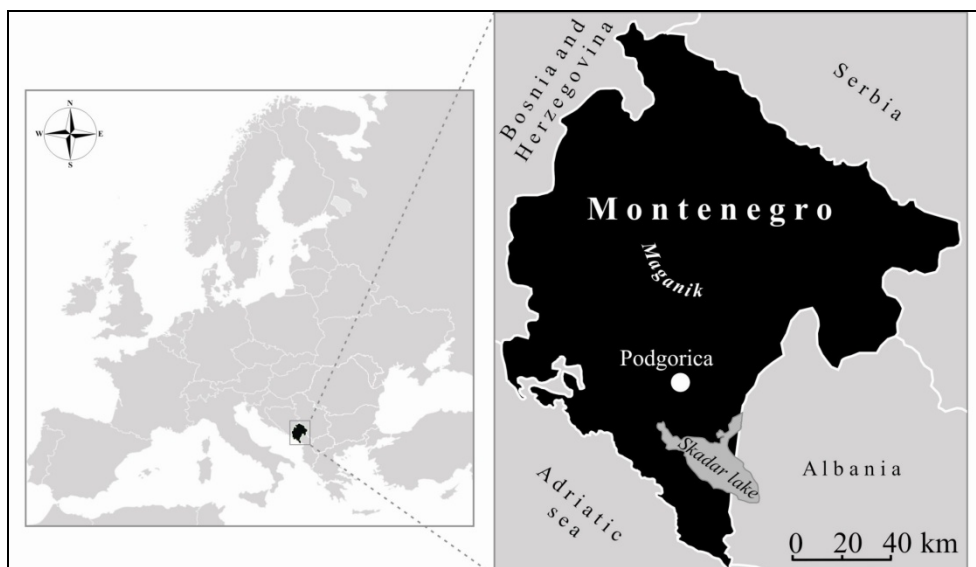 N
W
E
S
Bosnia and
Herzegovina
Serbia
Montenegro
Maganik
Podgorica
Skadar lake
Albania
Adriatic
sea
0 20 40 km